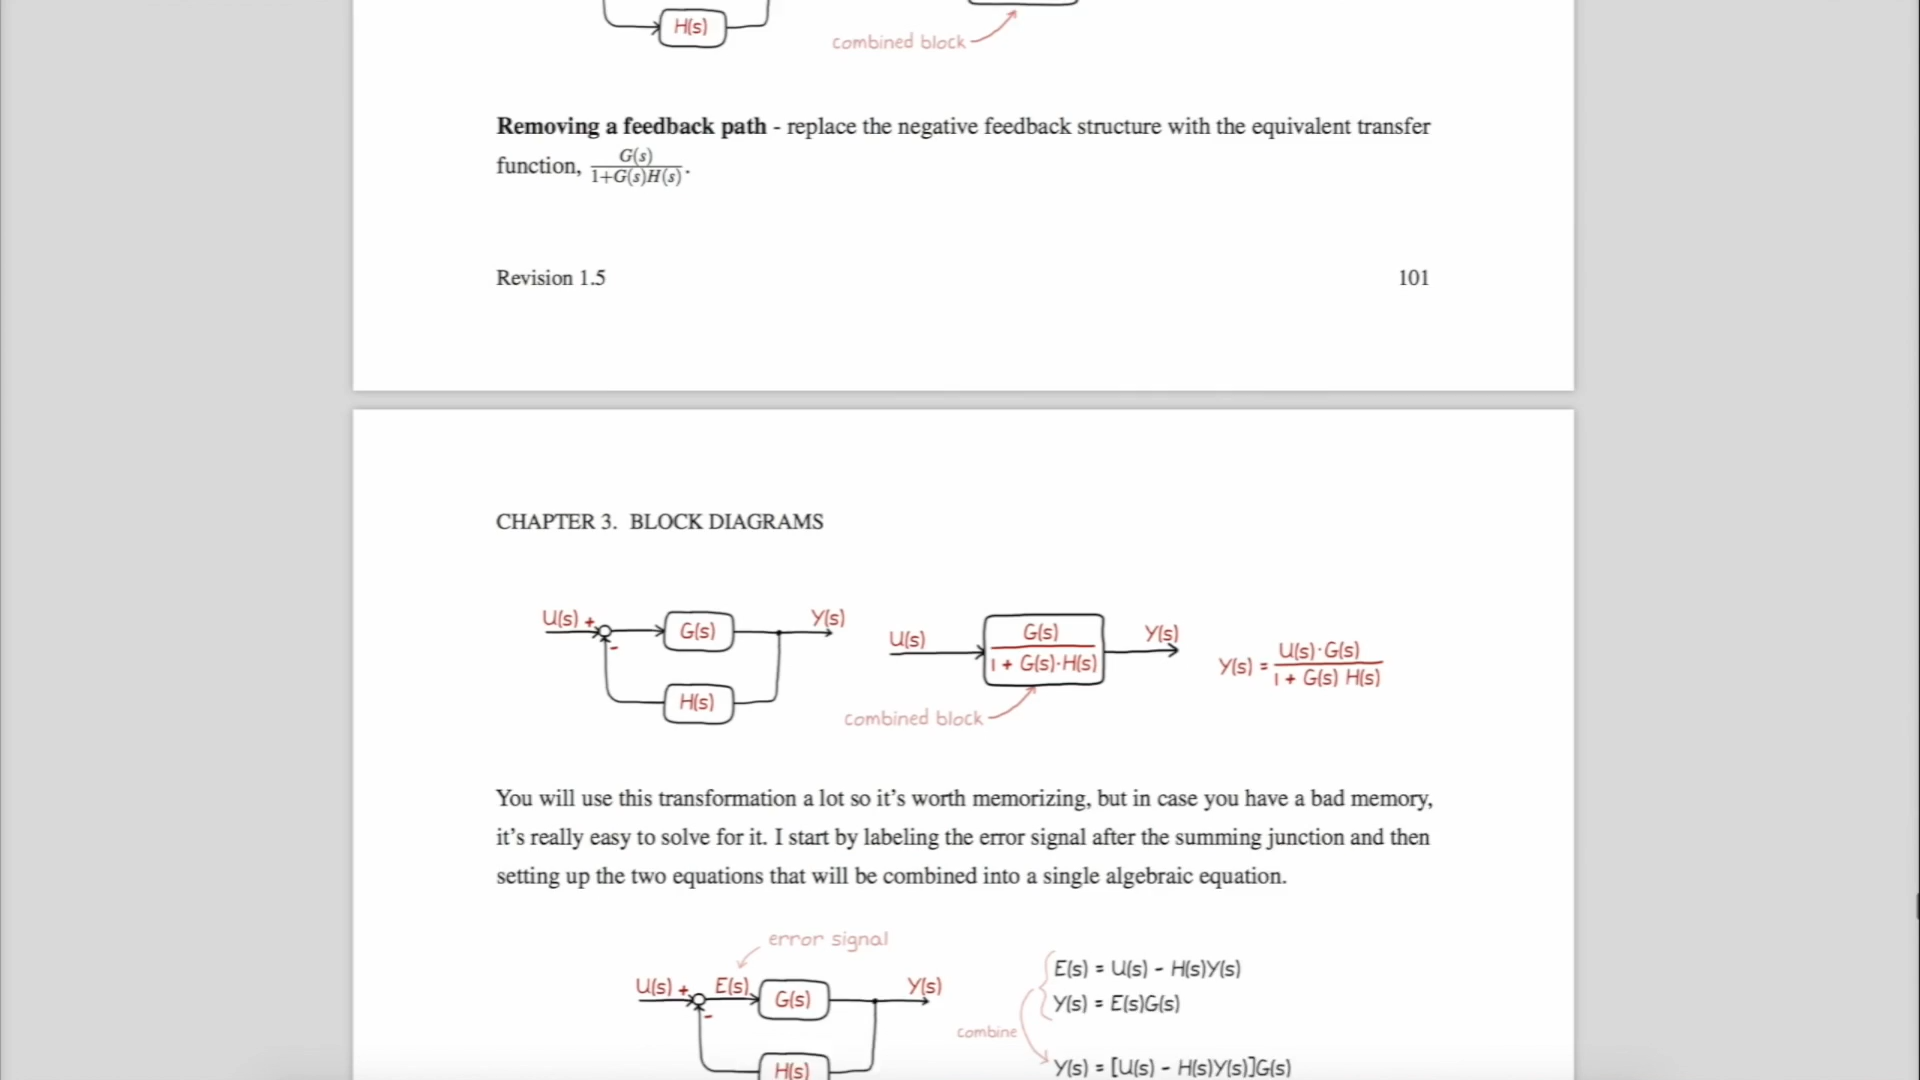 H(s)
combined block
Removing a feedback path - replace the negative feedback structure with the equivalent transfer
function, G(s)/1+G(s)H(s).
Revision 1.5 101
CHAPTER 3. BLOCK DIAGRAMS
U(s) + - G(s) Y(s)
H(s)
U(s) G(s) Y(s)
1 + G(s)·H(s)
combined block
Y(s) = U(s)·G(s)
1 + G(s) H(s)
You will use this transformation a lot so it’s worth memorizing, but in case you have a bad memory,
it’s really easy to solve for it. I start by labeling the error signal after the summing junction and then
setting up the two equations that will be combined into a single algebraic equation.
error signal
U(s) + - E(s) G(s) Y(s)
H(s)
E(s) = U(s) - H(s)Y(s)
Y(s) = E(s)G(s)
combine
Y(s) = [U(s) - H(s)Y(s)]G(s)